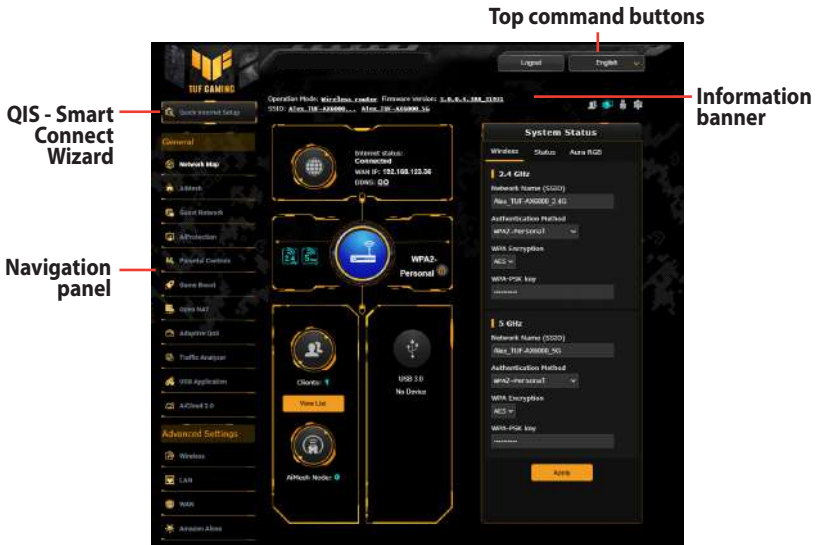 Top command buttons
Logout
English
TUF GAMING
Operation Mode: Wireless router Firmware Version: 3.0.0.4.388_31931
SSID: Alex_TUF-AX6000... Alex_TUF-AX6000_5G
Information
banner
QIS - Smart
Connect
Wizard
Navigation
panel
Quick Internet Setup
General
Network Map
AiMesh
Guest Network
AiProtection
Parental Controls
Game Boost
Open NAT
Adaptive QoS
Traffic Analyzer
USB Application
AiCloud 2.0
Advanced Settings
Wireless
LAN
WAN
Amazon Alexa
Internet status:
Connected
WAN IP: 192.168.123.36
DDNS: GO
2.4
5
WPA2-
Personal
Clients: 4
View List
AiMesh Node: 0
USB 3.0
No Device
System Status
Wireless Status Aura RGB
2.4 GHz
Network Name (SSID)
Alex_TUF-AX6000_2.4G
Authentication Method
WPA2-Personal
WPA Encryption
AES
WPA-PSK key
5 GHz
Network Name (SSID)
Alex_TUF-AX6000_5G
Authentication Method
WPA2-Personal
WPA Encryption
AES
WPA-PSK key
Apply